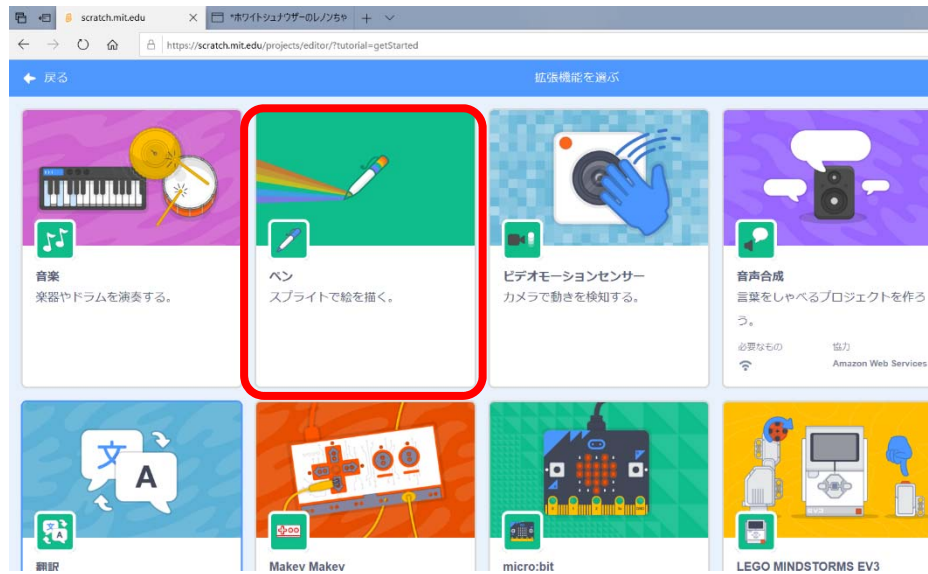 scratch.mit.edu
*ホワイトシュナウザーのレノンちゃ
https://scratch.mit.edu/projects/editor/?tutorial=getStarted
戻る
拡張機能を選ぶ
音楽
楽器やドラムを演奏する。
ペン
スプライトで絵を描く。
ビデオモーションセンサー
カメラで動きを検知する。
音声合成
言葉をしゃべるプロジェクトを作ろ
う。
必要なもの
協力
Amazon Web Services
文
A
翻訳
Makey Makey
micro:bit
EV3
LEGO MINDSTORMS EV3